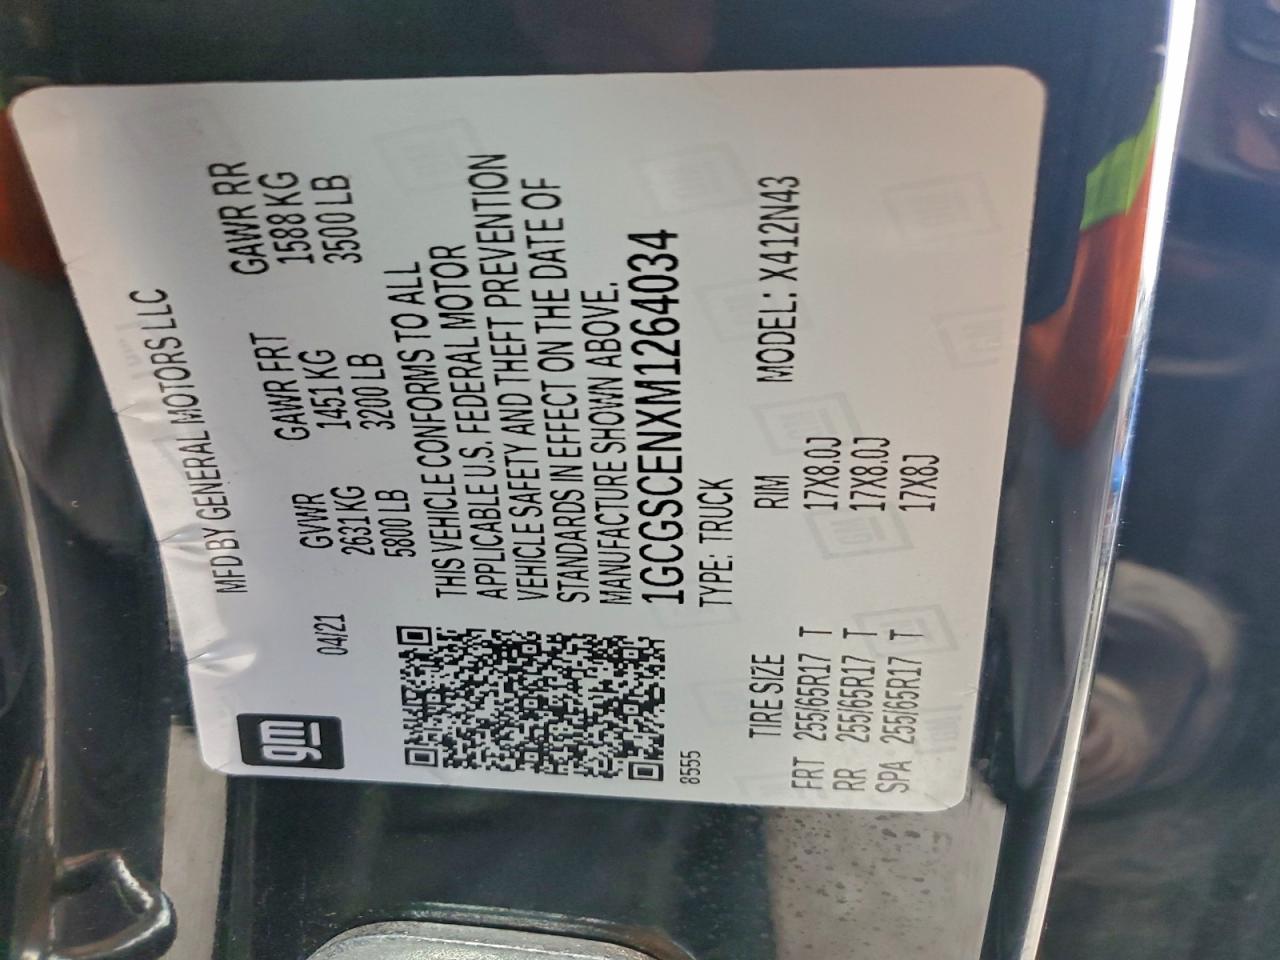 gm
MFD BY GENERAL MOTORS LLC
04/21
GVWR GAWR FRT GAWR RR
2631 KG 1451 KG 1588 KG
5800 LB 3200 LB 3500 LB
THIS VEHICLE CONFORMS TO ALL
APPLICABLE U.S. FEDERAL MOTOR
VEHICLE SAFETY AND THEFT PREVENTION
STANDARDS IN EFFECT ON THE DATE OF
MANUFACTURE SHOWN ABOVE.
1GCGSCENXM1264034
8555
TYPE: TRUCK
TIRE SIZE RIM MODEL: X412N43
FRT 255/65R17 T 17X8.0J
RR 255/65R17 T 17X8.0J
SPA 255/65R17 T 17X8J